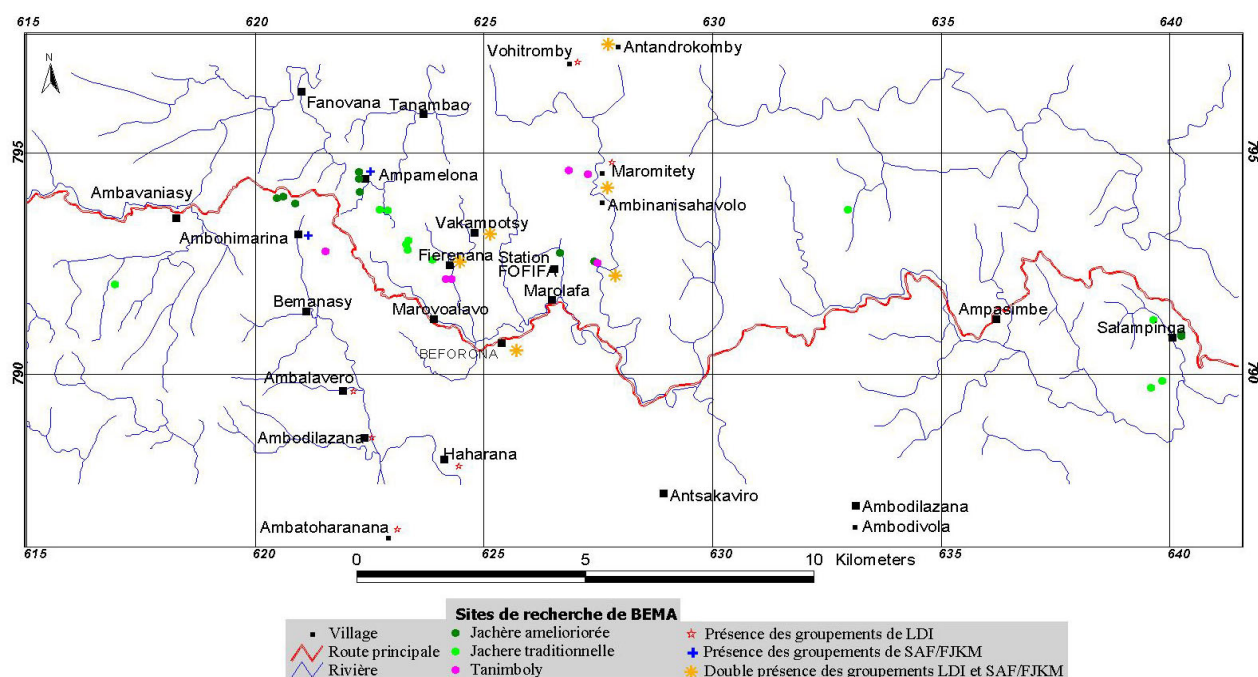 615 620 625 630 635 640
Antandrokomby
Vohitromby
N
Fanovana
Tanambao
795 795
Maromitety
Ampamelona
Ambavaniasy
Ambinanisahavolo
Vakampotsy
Ambohimarina
Fierenana
Station
FOFIFA
Marolafa
Bemanasy
Marovoalavo
Ampasimbe
Salampinga
BEFORONA
790 790
Ambalavero
Ambodilazana
Haharana
Antsakaviro
Ambodilazana
Ambatoharanana
Ambodivola
615 620 625 630 635 640
0 5 10 Kilometers
Sites de recherche de BEMA
Village
Route principale
Rivière
Jachère amelioriorée
Jachere traditionnelle
Tanimboly
Présence des groupements de LDI
Présence des groupements de SAF/FJKM
Double présence des groupements LDI et SAF/FJKM